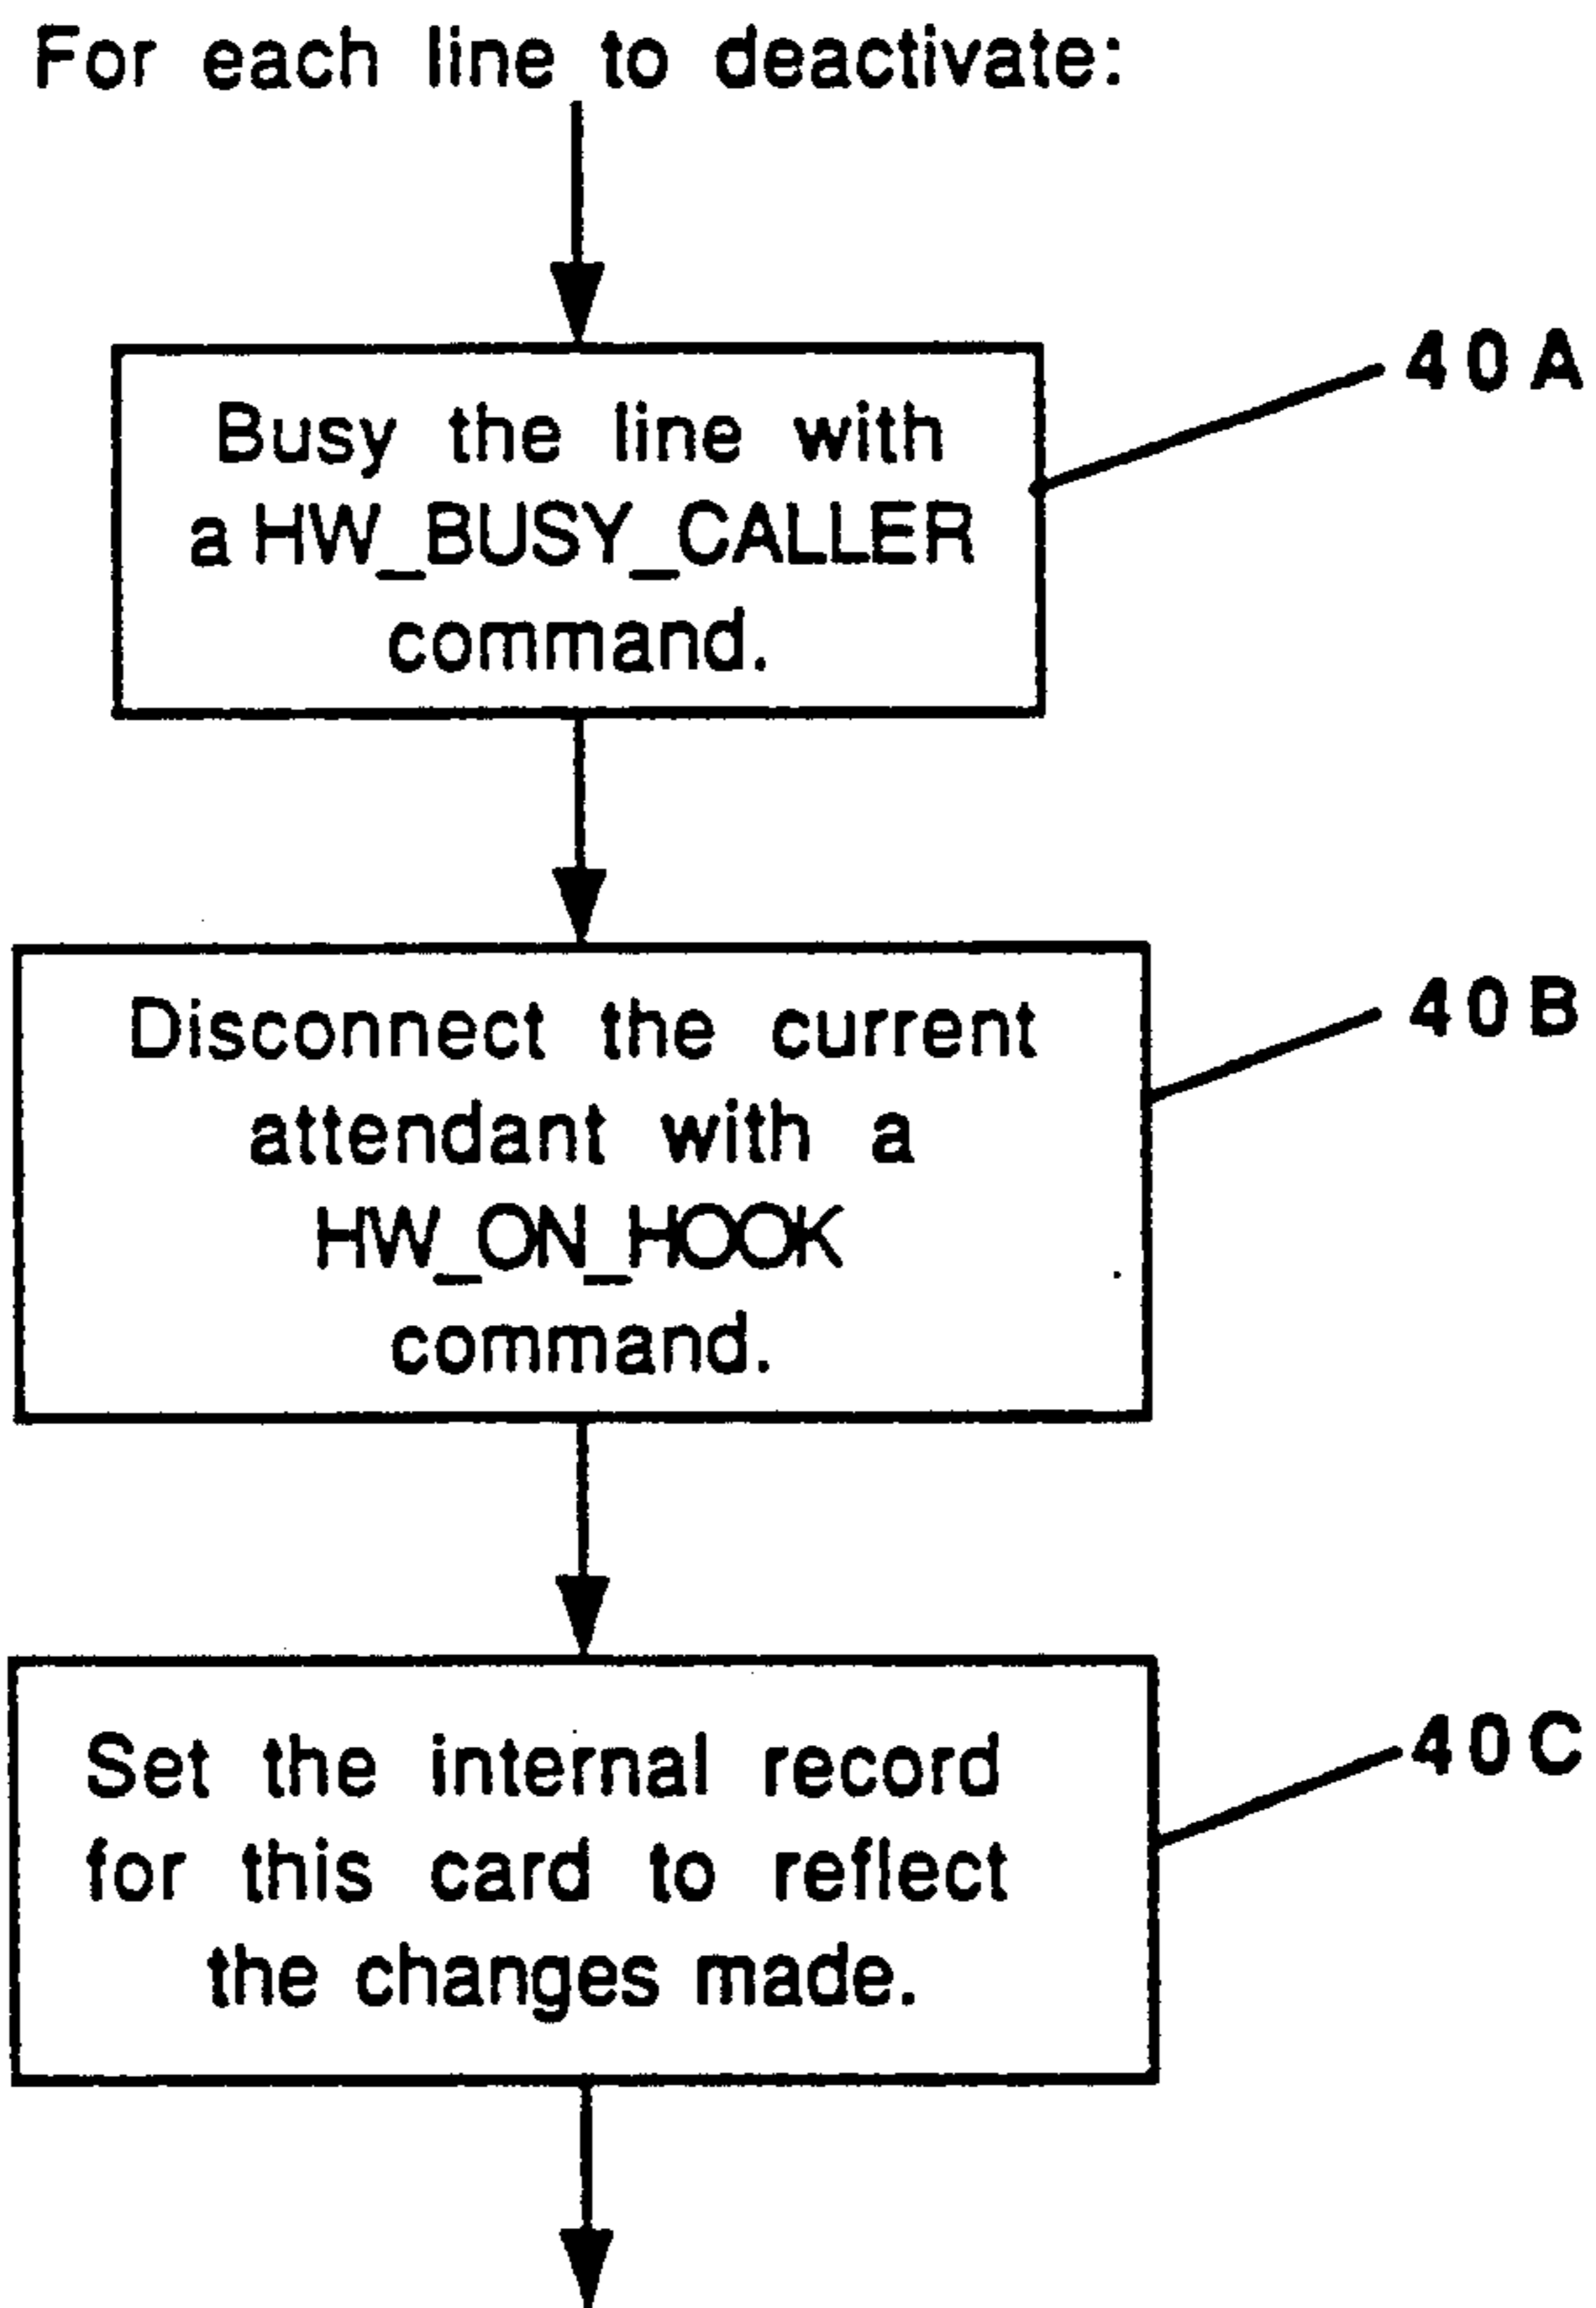 For each line to deactivate:
40A
Busy the line with
a HW_BUSY_CALLER
command.
40B
Disconnect the current
attendant with a
HW_ON_HOOK
command.
40C
Set the internal record
for this card to reflect
the changes made.